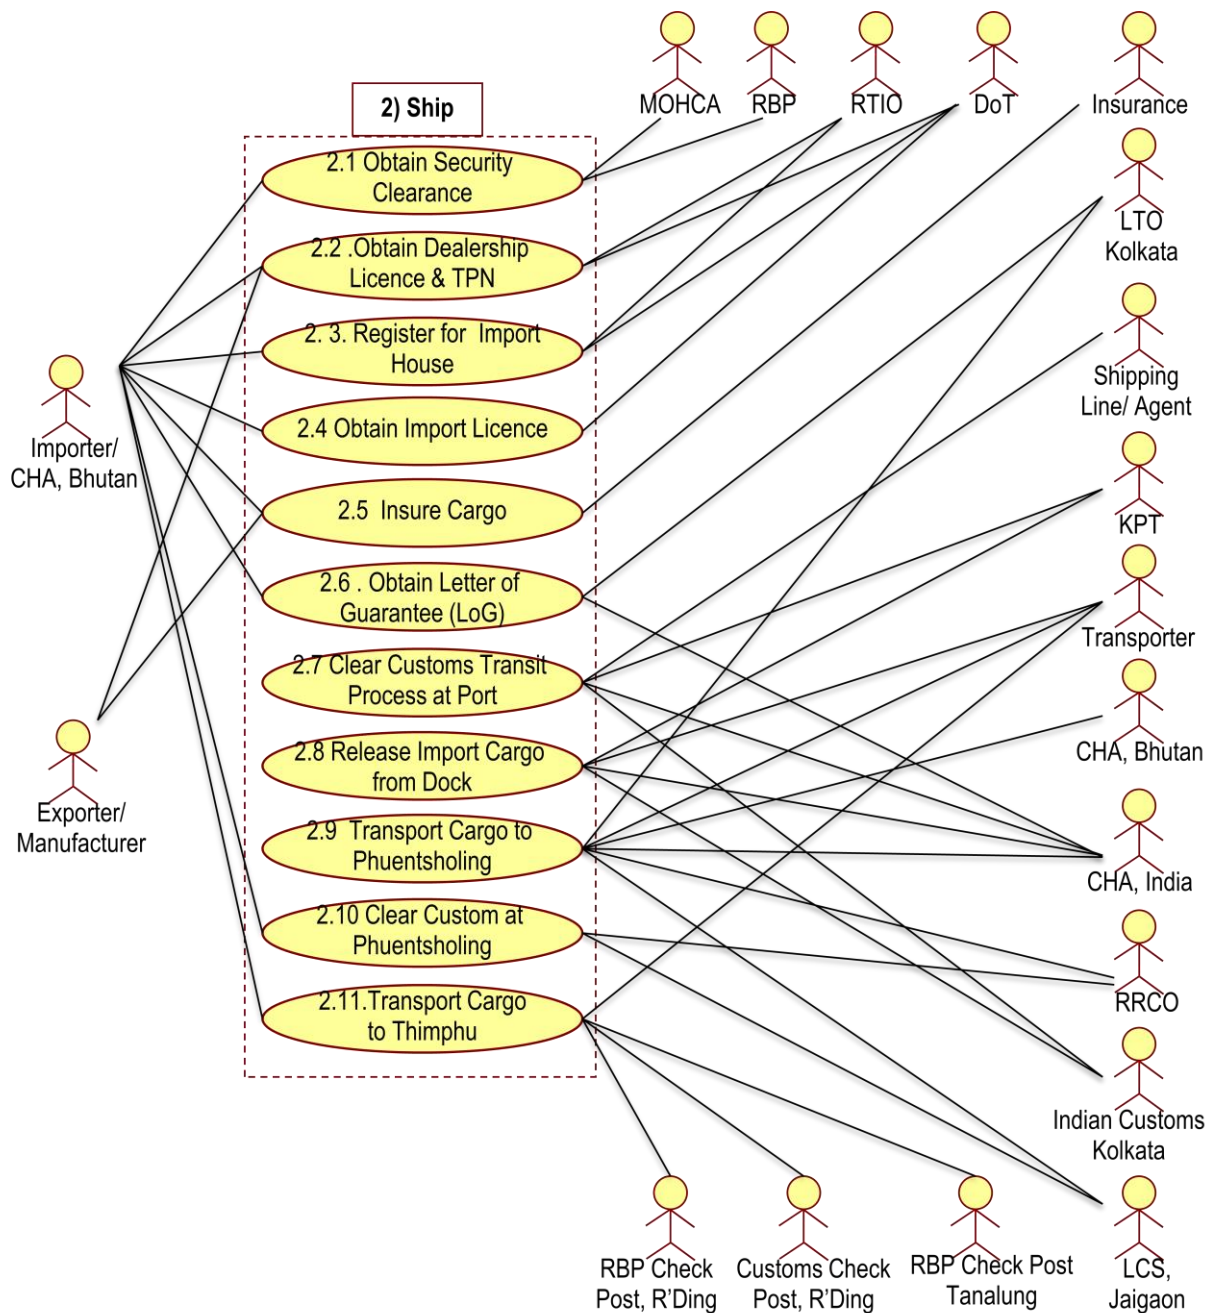 MOHCA
RBP
RTIO
DoT
Insurance
2) Ship
2.1 Obtain Security
Clearance
2.2 .Obtain Dealership
Licence & TPN
2. 3. Register for  Import
House
2.4 Obtain Import Licence
2.5  Insure Cargo
2.6 . Obtain Letter of
Guarantee (LoG)
2.7 Clear Customs Transit
Process at Port
2.8 Release Import Cargo
from Dock
2.9  Transport Cargo to
Phuentsholing
2.10 Clear Custom at
Phuentsholing
2.11.Transport Cargo
to Thimphu
Importer/
CHA, Bhutan
Exporter/
Manufacturer
LTO
Kolkata
Shipping
Line/ Agent
KPT
Transporter
CHA, Bhutan
CHA, India
RRCO
Indian Customs
Kolkata
RBP Check
Post, R'Ding
Customs Check
Post, R'Ding
RBP Check Post
Tanalung
LCS,
Jaigaon